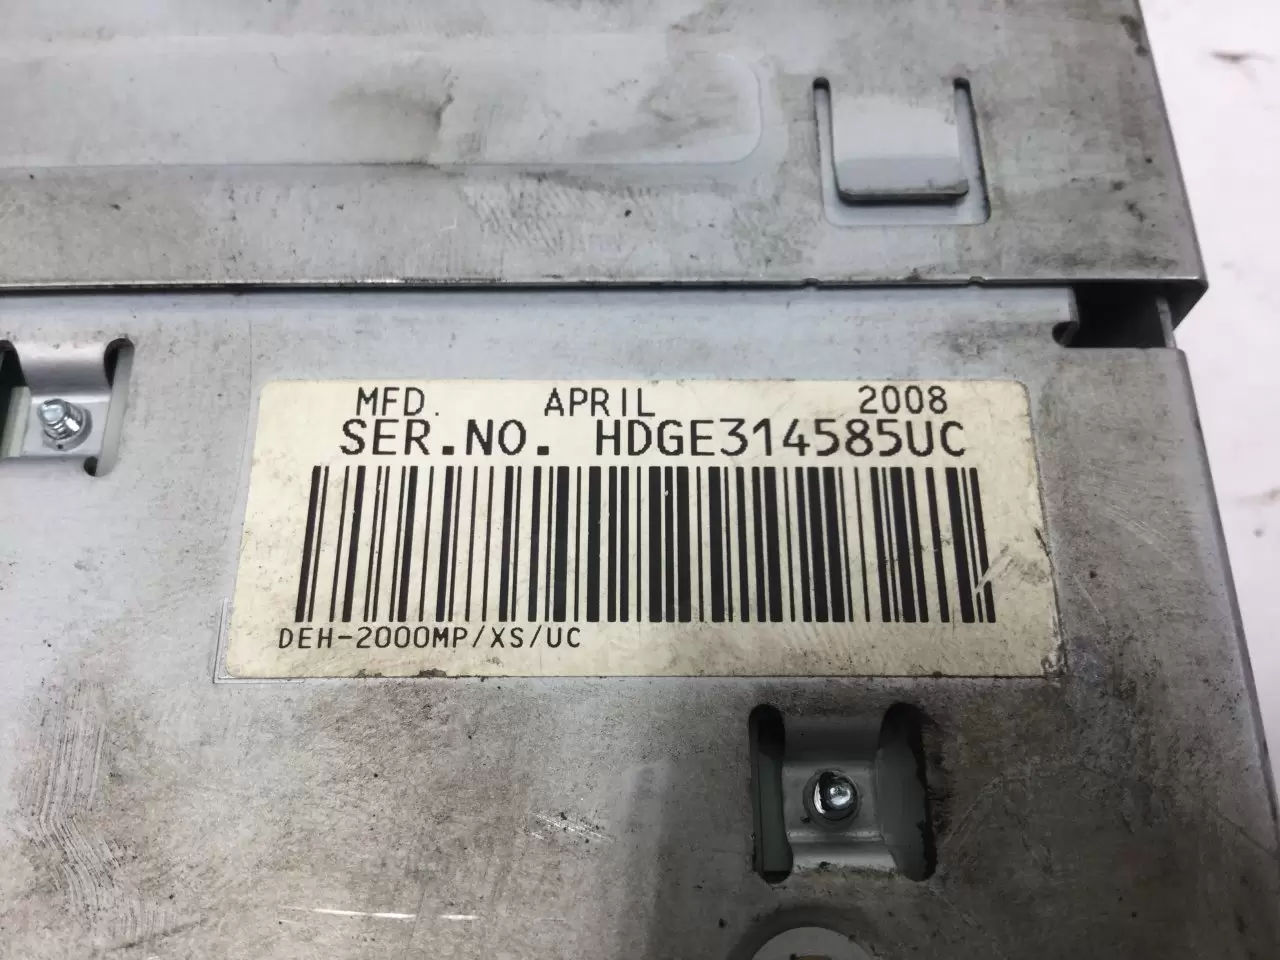 MFD. APRIL 2008
SER.NO. HDGE314585UC
DEH-2000MP/XS/UC